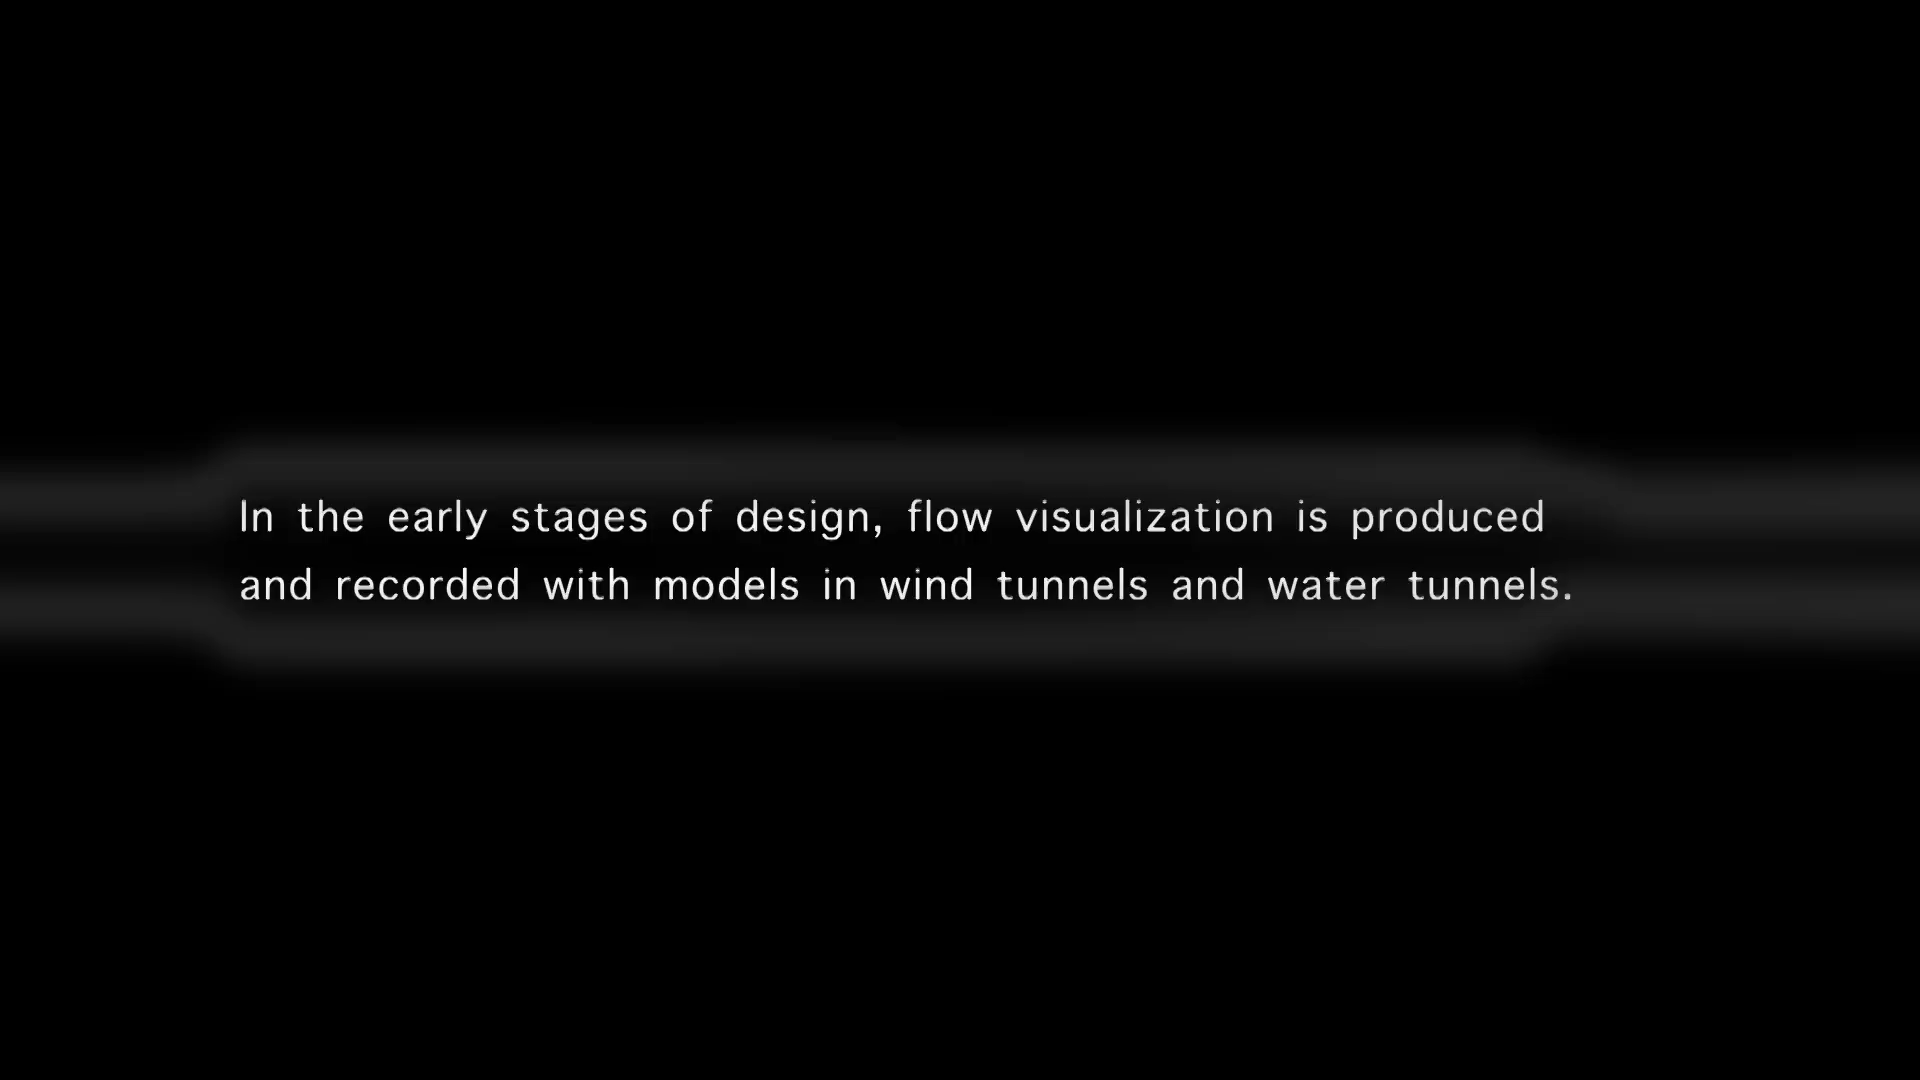 In the early stages of design, flow visualization is produced
and recorded with models in wind tunnels and water tunnels.